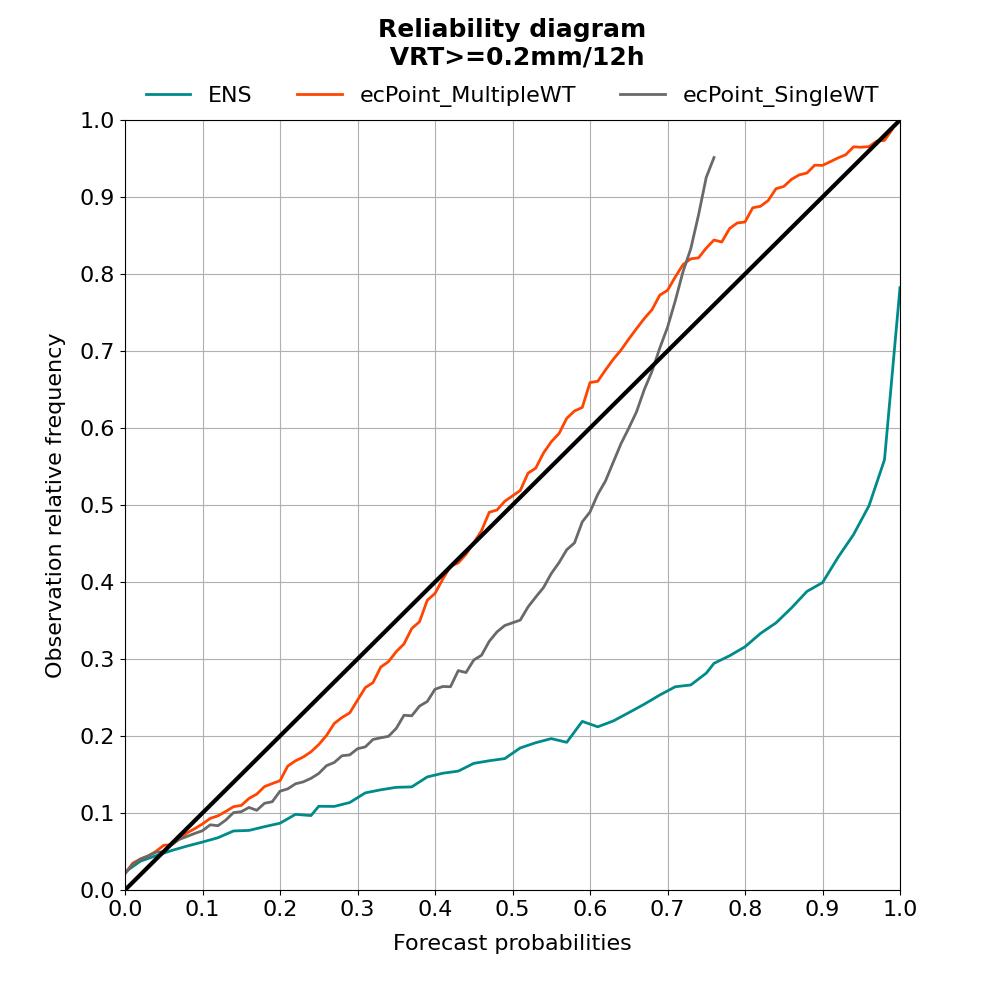 Reliability diagram
VRT>=0.2mm/12h
ENS ecPoint_MultipleWT ecPoint_SingleWT
1.0
0.9
0.8
0.7
0.6
0.5
0.4
0.3
0.2
0.1
0.0
Observation relative frequency
0.0 0.1 0.2 0.3 0.4 0.5 0.6 0.7 0.8 0.9 1.0
Forecast probabilities